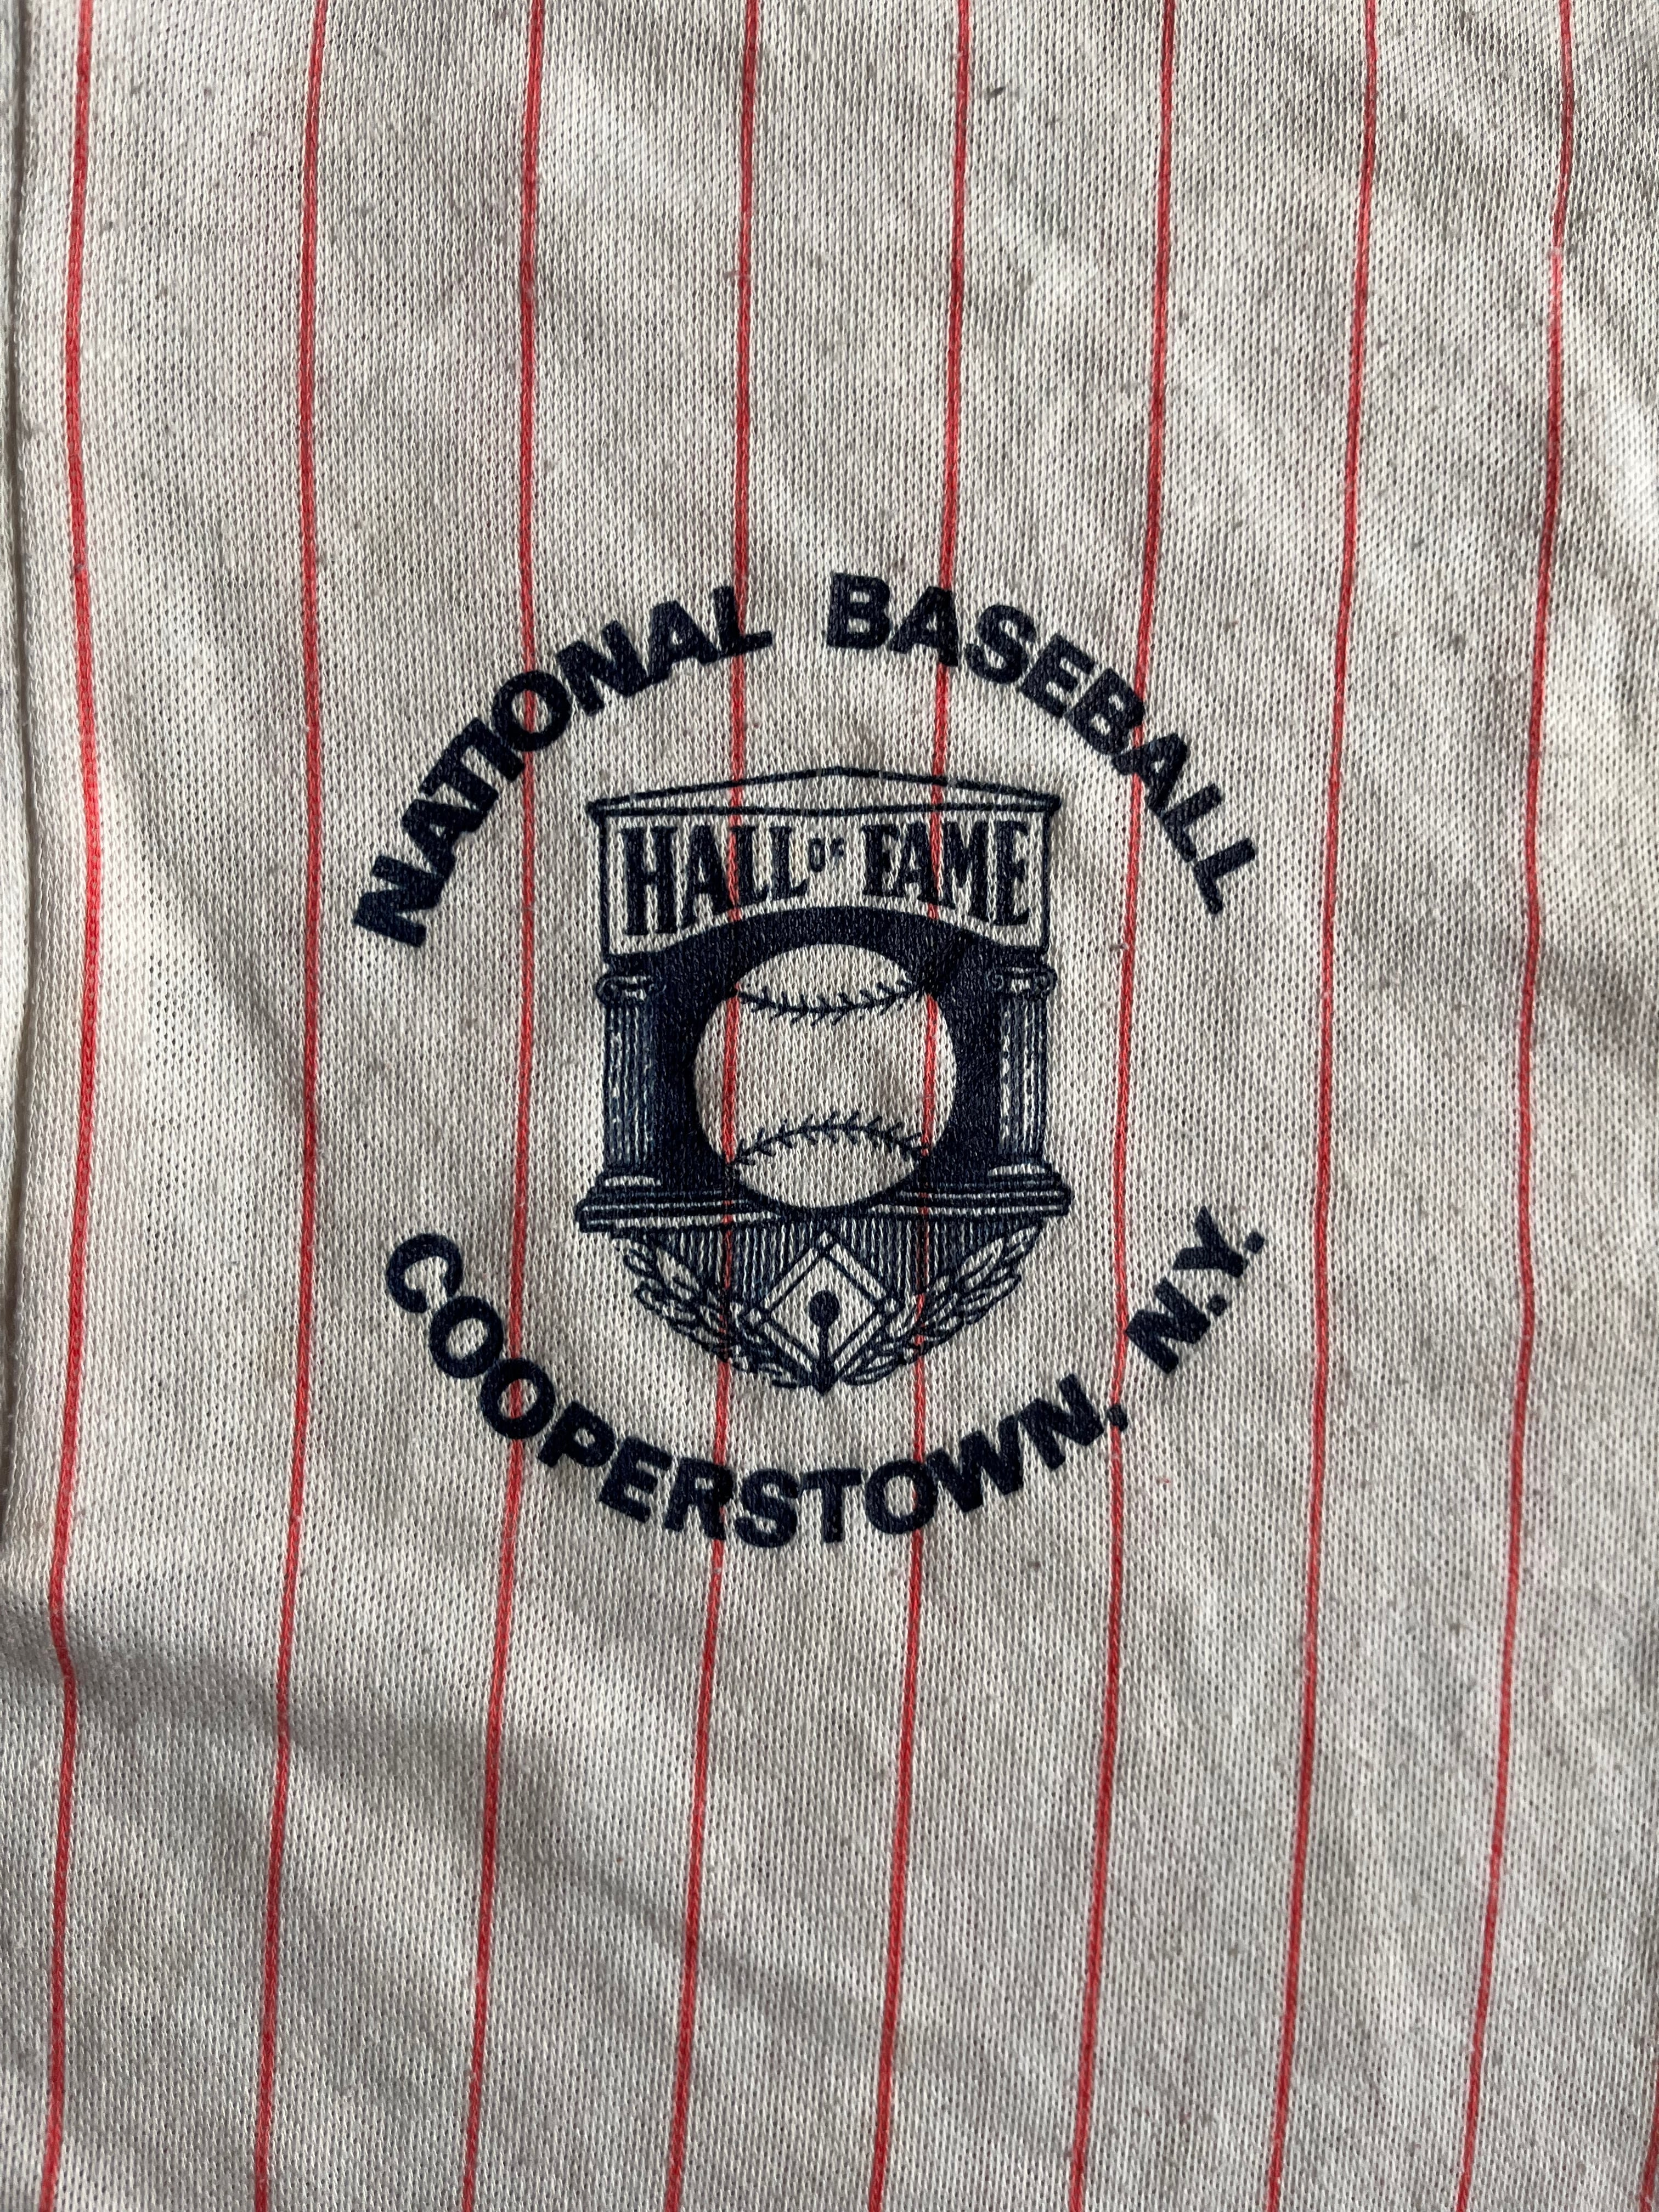 NATIONAL BASEBALL
HALL OF FAME
COOPERSTOWN, N.Y.